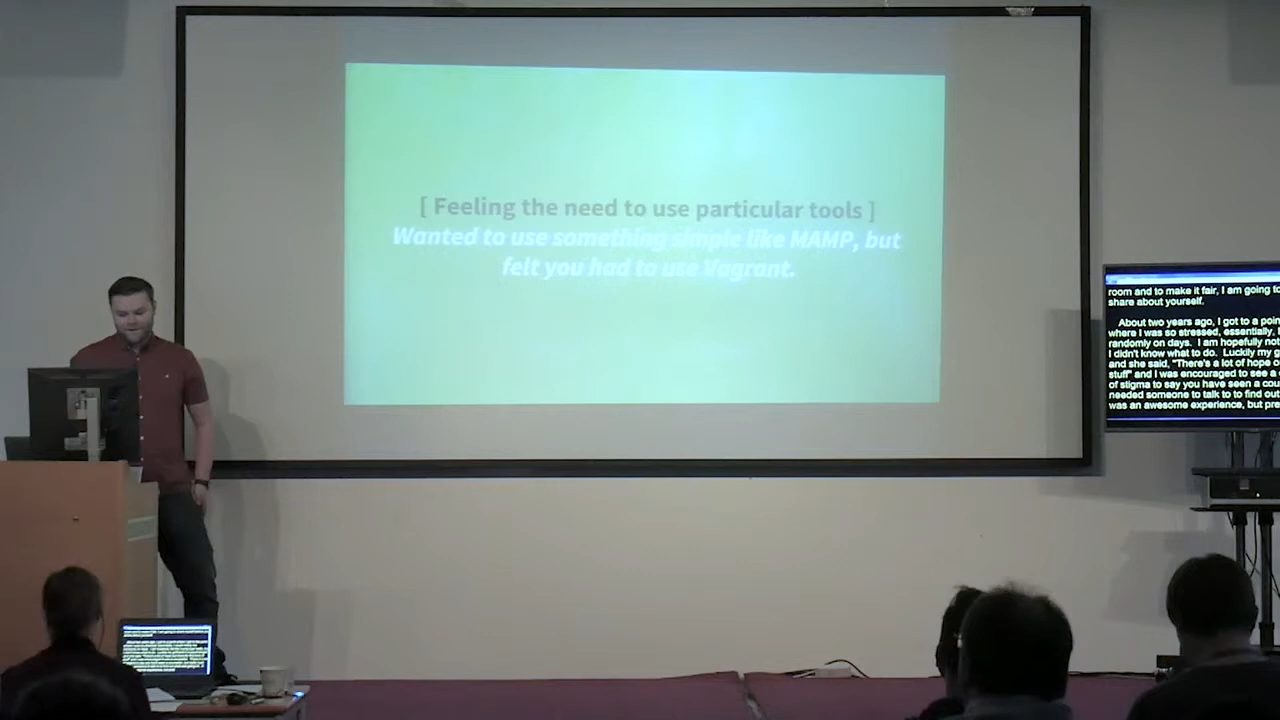 [ Feeling the need to use particular tools ]
Wanted to use something simple like MAMP, but
felt you had to use Vagrant.
room and to make it fair, I am going to
share about yourself.
About two years ago, I got to a poin
where I was so stressed, essentially, I
randomly on days. I am hopefully not
I didn't know what to do. Luckily my g
and she said, "There's a lot of hope o
stuff" and I was encouraged to see a
of stigma to say you have seen a cou
needed someone to talk to to find out
was an awesome experience, but pre